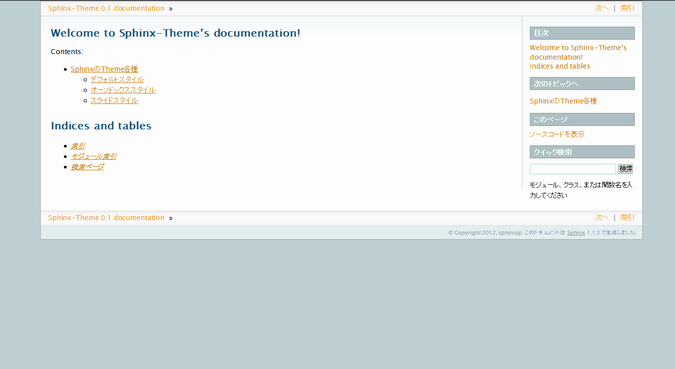 Sphinx-Theme 0.1 documentation »
次へ | 索引
Welcome to Sphinx-Theme's documentation!
Contents:
SphinxのTheme各種
デフォルトスタイル
オーソドックススタイル
スライドスタイル
Indices and tables
索引
モジュール索引
検索ページ
目次
Welcome to Sphinx-Theme's
documentation!
Indices and tables
次のトピックへ
SphinxのTheme各種
このページ
ソースコードを表示
クイック検索
検索
モジュール、クラス、または関数名を入
力してください
Sphinx-Theme 0.1 documentation »
次へ | 索引
© Copyright 2012, sphinxjp. このドキュメントは Sphinx 1.1.3 で生成しました。